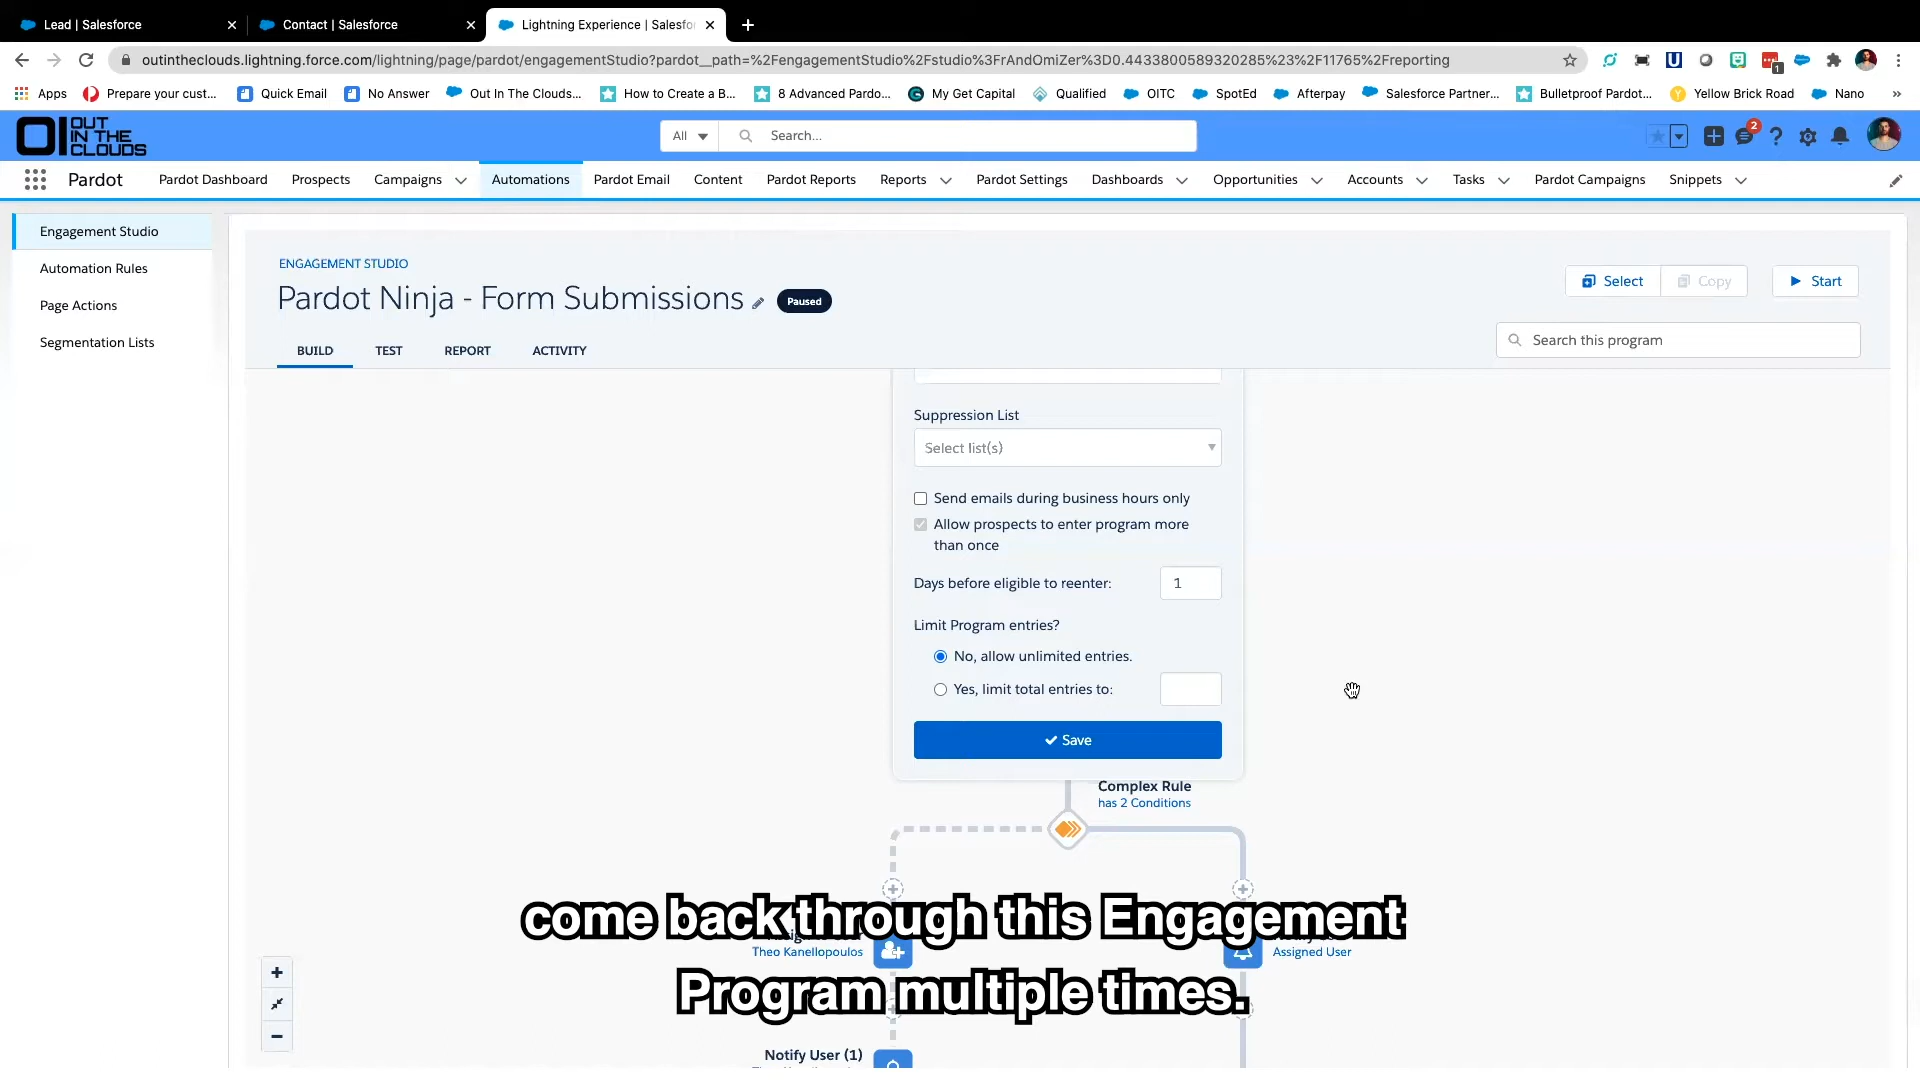 Lead | Salesforce
Contact | Salesforce
Lightning Experience | Salesfo
outintheclouds.lightning.force.com/lightning/page/pardot/engagementStudio?pardot__path=%2FengagementStudio%2Fstudio%3FrAndOmiZer%3D0.4433800589320285%23%2F11765%2Freporting
1
Apps
Prepare your cust...
Quick Email
No Answer
Out In The Clouds...
How to Create a B...
8 Advanced Pardo...
My Get Capital
Qualified
OITC
SpotEd
Afterpay
Salesforce Partner...
Bulletproof Pardot...
Yellow Brick Road
Nano
»
OI OUT
IN THE
CLOUDS
All
Search...
2
Pardot
Pardot Dashboard
Prospects
Campaigns
Automations
Pardot Email
Content
Pardot Reports
Reports
Pardot Settings
Dashboards
Opportunities
Accounts
Tasks
Pardot Campaigns
Snippets
Engagement Studio
Automation Rules
Page Actions
Segmentation Lists
ENGAGEMENT STUDIO
Pardot Ninja - Form Submissions
Paused
Select
Copy
Start
BUILD
TEST
REPORT
ACTIVITY
Search this program
Suppression List
Select list(s)
Send emails during business hours only
Allow prospects to enter program more
than once
Days before eligible to reenter:
1
Limit Program entries?
No, allow unlimited entries.
Yes, limit total entries to:
Save
Complex Rule
has 2 Conditions
come back through this Engagement
Theo Kanellopoulos
Assigned User
Program multiple times.
Notify User (1)